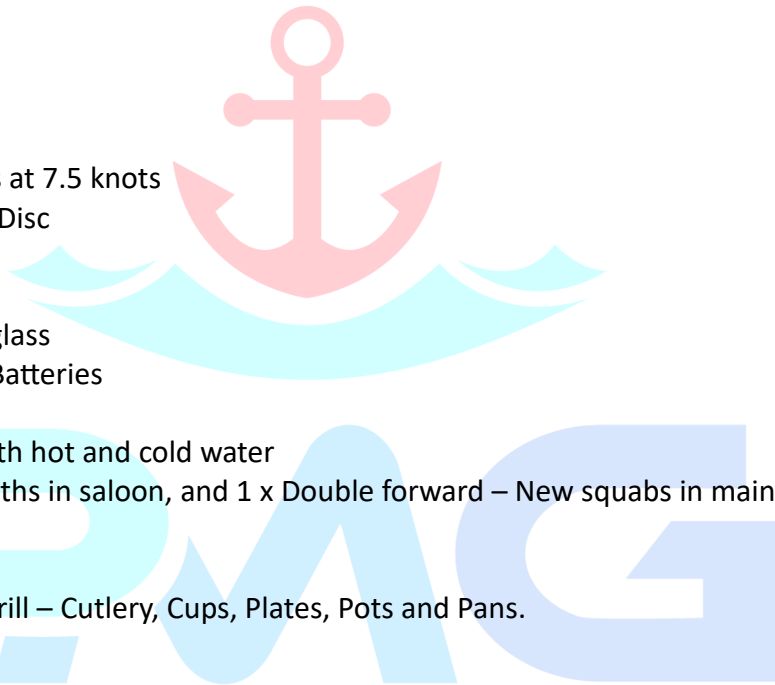 s at 7.5 knots
Disc
glass
Batteries
th hot and cold water
ths in saloon, and 1 x Double forward – New squabs in main
rill – Cutlery, Cups, Plates, Pots and Pans.
PMG